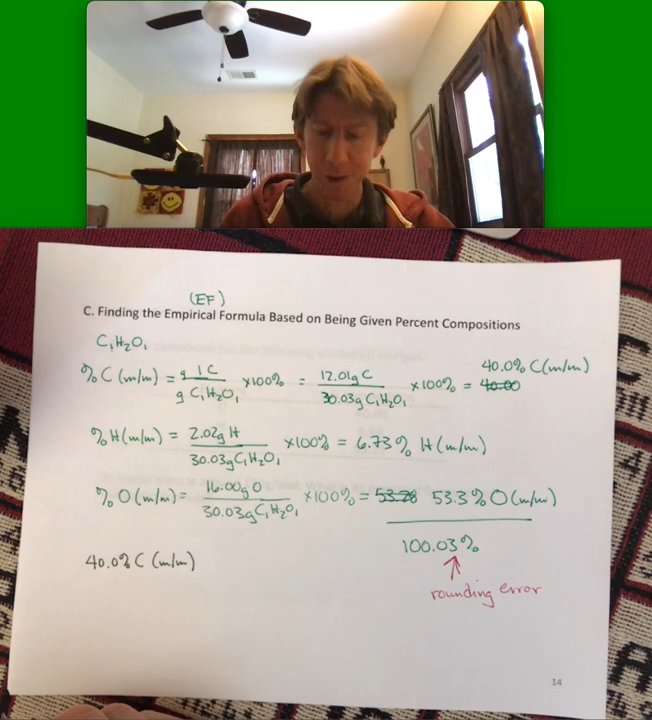 (EF)
C. Finding the Empirical Formula Based on Being Given Percent Compositions
C₁H₂O₁
%C (m/m) = g 1C / g C₁H₂O₁ ×100% = 12.01g C / 30.03g C₁H₂O₁ ×100% = 40.00 40.0% C(m/m)
%H (m/m) = 2.02g H / 30.03g C₁H₂O₁ ×100% = 6.73% H (m/m)
%O (m/m) = 16.00g O / 30.03g C₁H₂O₁ ×100% = 53.28 53.3% O (m/m)
100.03%
40.0% C (m/m)
rounding error
14